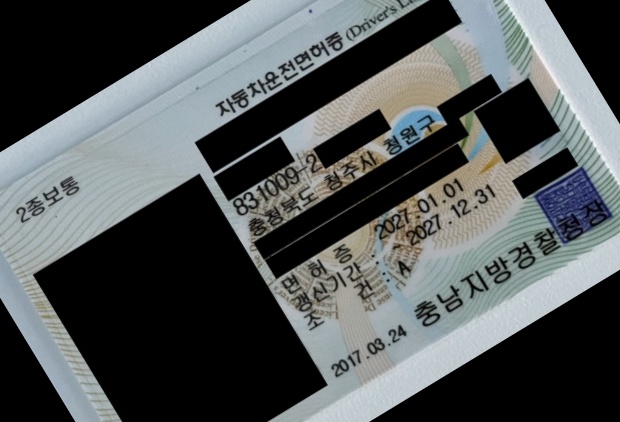 2종보통
자동차운전면허증 (Driver's Li
831009-2
충청북도 청주시 청원구
면 허 증 2027.01.01
갱신기간 : ~ 2027.12.31
조 건 : A
2017.03.24 충남지방경찰청장